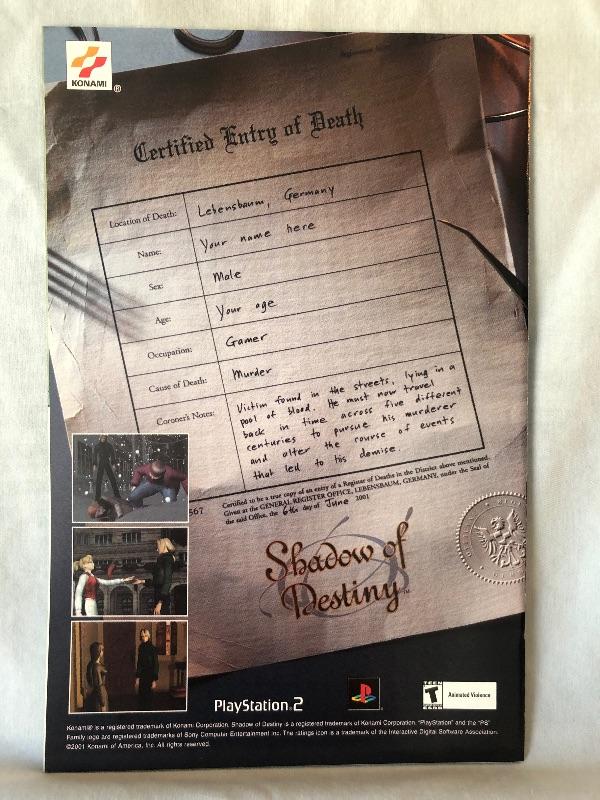 KONAMI®
Certified Entry of Death
Location of Death: Lebensbaum, Germany
Name: Your name here
Sex: Male
Age: Your age
Occupation: Gamer
Cause of Death: Murder
Coroner's Notes: Victim found in the streets, lying in a
pool of blood. He must now travel
back in time across five different
centuries to pursue his murderer
and alter the course of events
that led to his demise.
567
Certified to be a true copy of an entry of a Register of Deaths in the District above mentioned.
Given at the GENERAL REGISTER OFFICE, LEBENSBAUM, GERMANY, under the Seal of
the said Office, the 6th day of June 2001
Shadow of
Destiny™
PlayStation®2
TEEN
T
Animated Violence
Konami® is a registered trademark of Konami Corporation. Shadow of Destiny is a registered trademark of Konami Corporation. "PlayStation" and the "PS"
Family logo are registered trademarks of Sony Computer Entertainment Inc. The ratings icon is a trademark of the Interactive Digital Software Association.
©2001 Konami of America, Inc. All rights reserved.